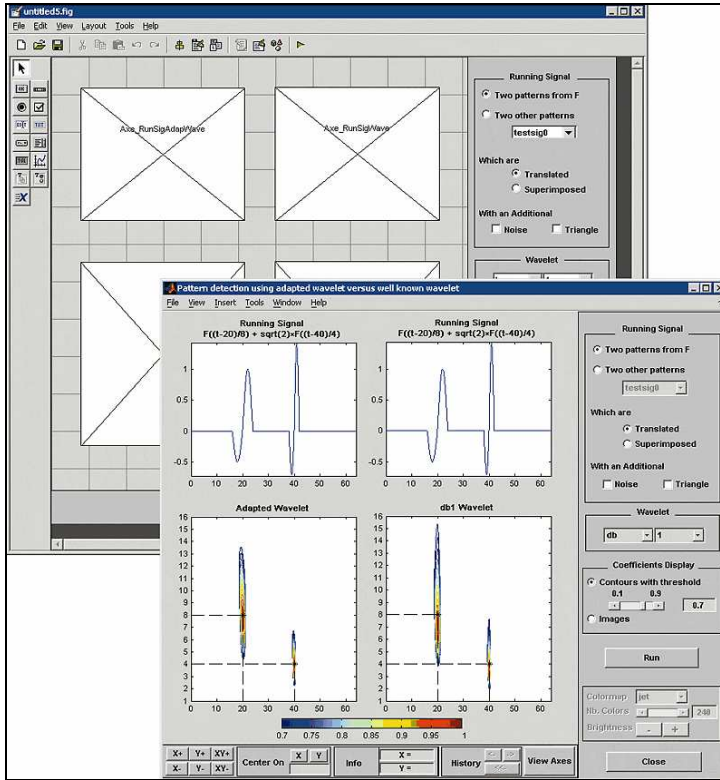 untitled5.fig
File Edit View Layout Tools Help
Axe_RunSigAdapWave
Axe_RunSigWave
Running Signal
Two patterns from F
Two other patterns
testsig0
Which are
Translated
Superimposed
With an Additional
Noise Triangle
Wavelet
Pattern detection using adapted wavelet versus well known wavelet
File View Insert Tools Window Help
Running Signal
F((t-20)/8) + sqrt(2)×F((t-40)/4)
1
0.5
0
-0.5
0 10 20 30 40 50 60
Running Signal
F((t-20)/8) + sqrt(2)×F((t-40)/4)
1
0.5
0
-0.5
0 10 20 30 40 50 60
Adapted Wavelet
16
15
14
13
12
11
10
9
8
7
6
5
4
3
2
1
0 10 20 30 40 50 60
db1 Wavelet
16
15
14
13
12
11
10
9
8
7
6
5
4
3
2
1
0 10 20 30 40 50 60
0.7 0.75 0.8 0.85 0.9 0.95 1
Running Signal
Two patterns from F
Two other patterns
testsig0
Which are
Translated
Superimposed
With an Additional
Noise Triangle
Wavelet
db 1
Coefficients Display
Contours with threshold
0.1 0.9
0.7
Images
Run
Colormap jet
Nb. Colors 240
Brightness - +
Close
X+ Y+ XY+
X- Y- XY-
Center On X Y
Info X =
Y =
History <- ->
<<-
View Axes